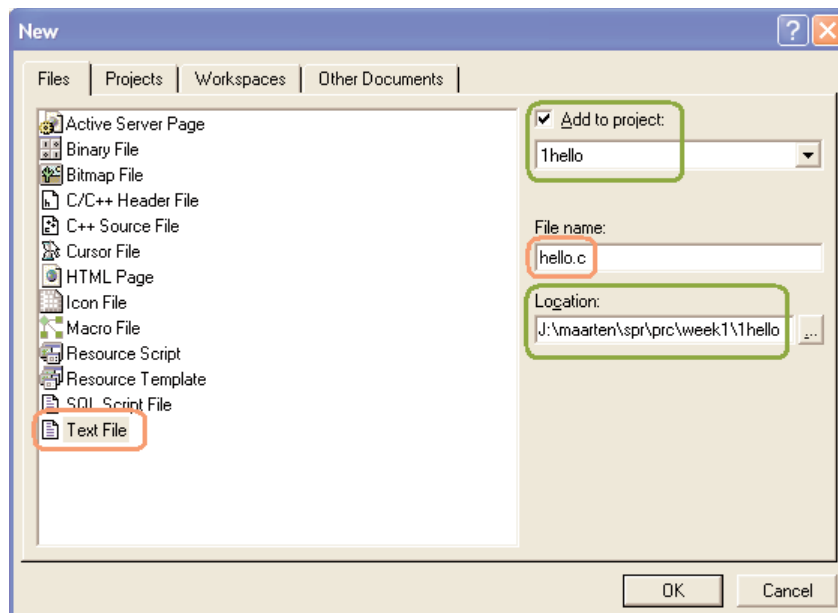 New
Files Projects Workspaces Other Documents
Active Server Page
Binary File
Bitmap File
C/C++ Header File
C++ Source File
Cursor File
HTML Page
Icon File
Macro File
Resource Script
Resource Template
SQL Script File
Text File
Add to project:
1hello
File name:
hello.c
Location:
J:\maarten\spr\prc\week1\1hello
...
OK Cancel